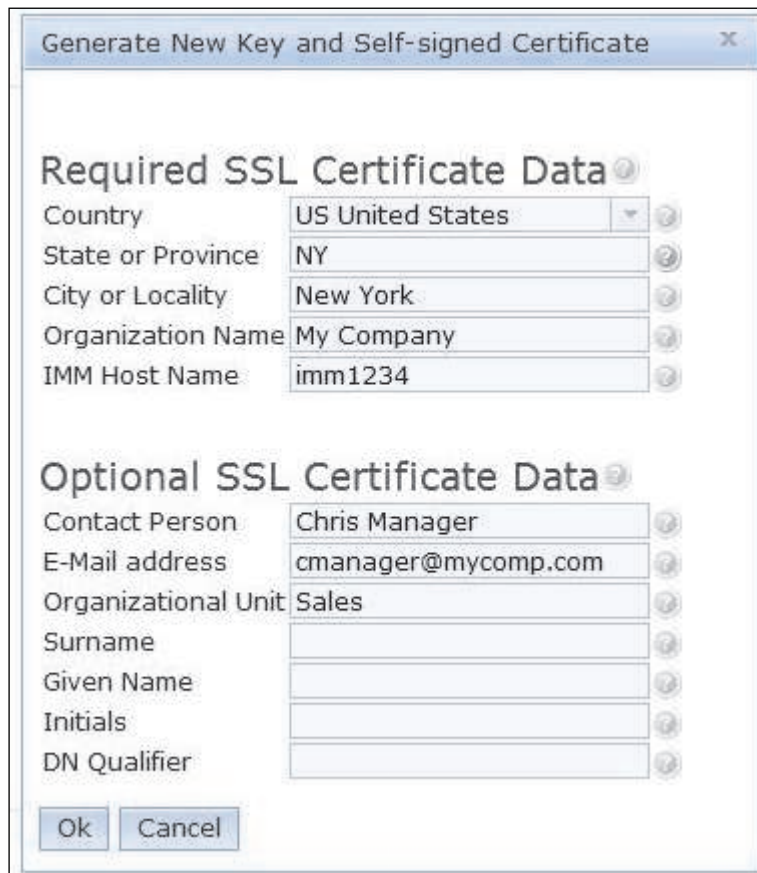 Generate New Key and Self-signed Certificate x
Required SSL Certificate Data ?
Country US United States ?
State or Province NY ?
City or Locality New York ?
Organization Name My Company ?
IMM Host Name imm1234 ?
Optional SSL Certificate Data ?
Contact Person Chris Manager ?
E-Mail address cmanager@mycomp.com ?
Organizational Unit Sales ?
Surname ?
Given Name ?
Initials ?
DN Qualifier ?
Ok Cancel